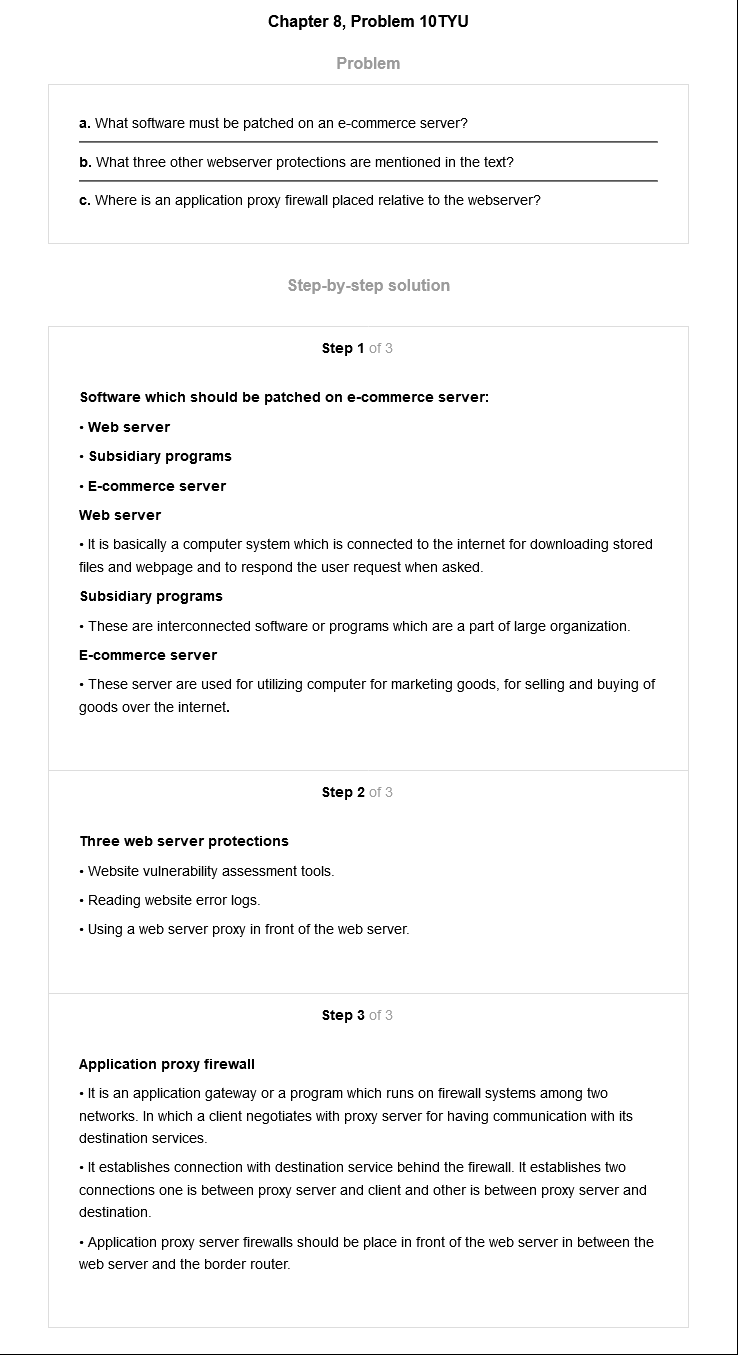 Chapter 8, Problem 10TYU
Problem
a. What software must be patched on an e-commerce server?
b. What three other webserver protections are mentioned in the text?
c. Where is an application proxy firewall placed relative to the webserver?
Step-by-step solution
Step 1 of 3
Software which should be patched on e-commerce server:
• Web server
• Subsidiary programs
• E-commerce server
Web server
• It is basically a computer system which is connected to the internet for downloading stored
files and webpage and to respond the user request when asked.
Subsidiary programs
• These are interconnected software or programs which are a part of large organization.
E-commerce server
• These server are used for utilizing computer for marketing goods, for selling and buying of
goods over the internet.
Step 2 of 3
Three web server protections
• Website vulnerability assessment tools.
• Reading website error logs.
• Using a web server proxy in front of the web server.
Step 3 of 3
Application proxy firewall
• It is an application gateway or a program which runs on firewall systems among two
networks. In which a client negotiates with proxy server for having communication with its
destination services.
• It establishes connection with destination service behind the firewall. It establishes two
connections one is between proxy server and client and other is between proxy server and
destination.
• Application proxy server firewalls should be place in front of the web server in between the
web server and the border router.